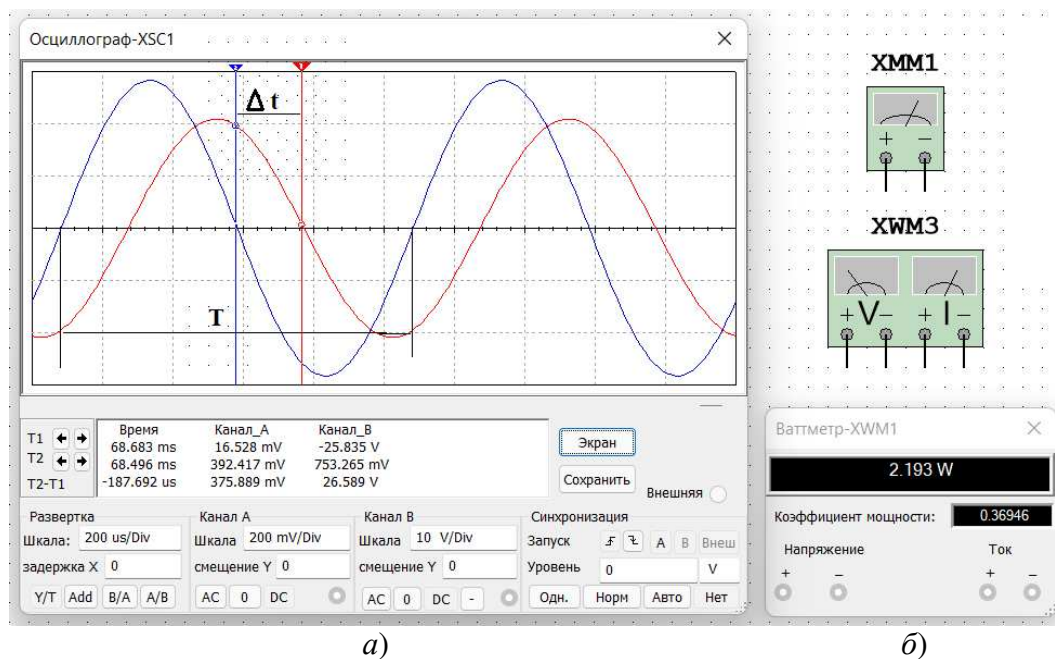 Осциллограф-XSC1
2
1
Δ t
T
Время Канал_A Канал_B
T1 68.683 ms 16.528 mV -25.835 V
T2 68.496 ms 392.417 mV 753.265 mV
T2-T1 -187.692 us 375.889 mV 26.589 V
Экран
Сохранить
Внешняя
Развертка
Шкала: 200 us/Div
задержка X 0
Y/T Add B/A A/B
Канал A
Шкала 200 mV/Div
смещение Y 0
AC 0 DC
Канал B
Шкала 10 V/Div
смещение Y 0
AC 0 DC -
Синхронизация
Запуск A B Внеш
Уровень 0 V
Одн. Норм Авто Нет
а)
XMM1
+ −
XWM3
+ V − + I −
Ваттметр-XWM1
2.193 W
Коэффициент мощности: 0.36946
Напряжение Ток
+ − + −
б)